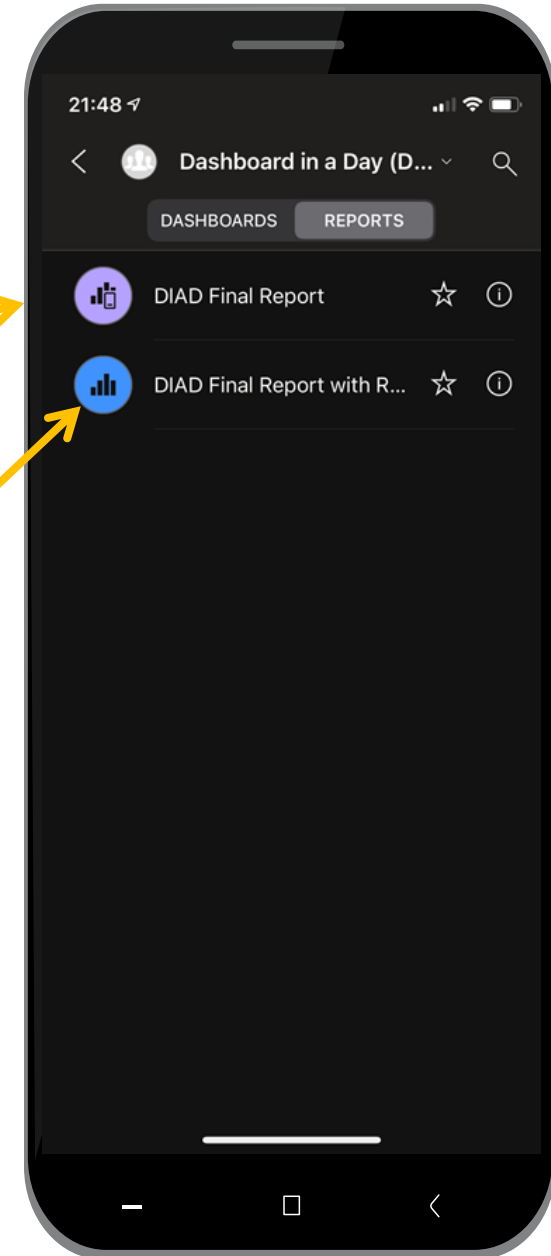 21:48
Dashboard in a Day (D...
DASHBOARDS REPORTS
DIAD Final Report
DIAD Final Report with R...